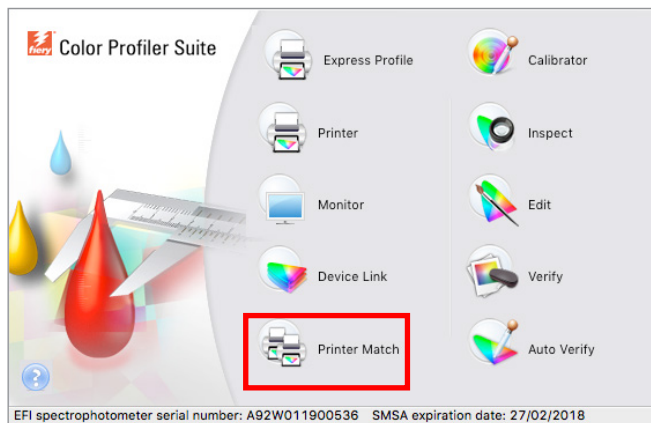 fiery Color Profiler Suite
Express Profile
Calibrator
Printer
Inspect
Monitor
Edit
Device Link
Verify
Printer Match
Auto Verify
?
EFI spectrophotometer serial number: A92W011900536 SMSA expiration date: 27/02/2018